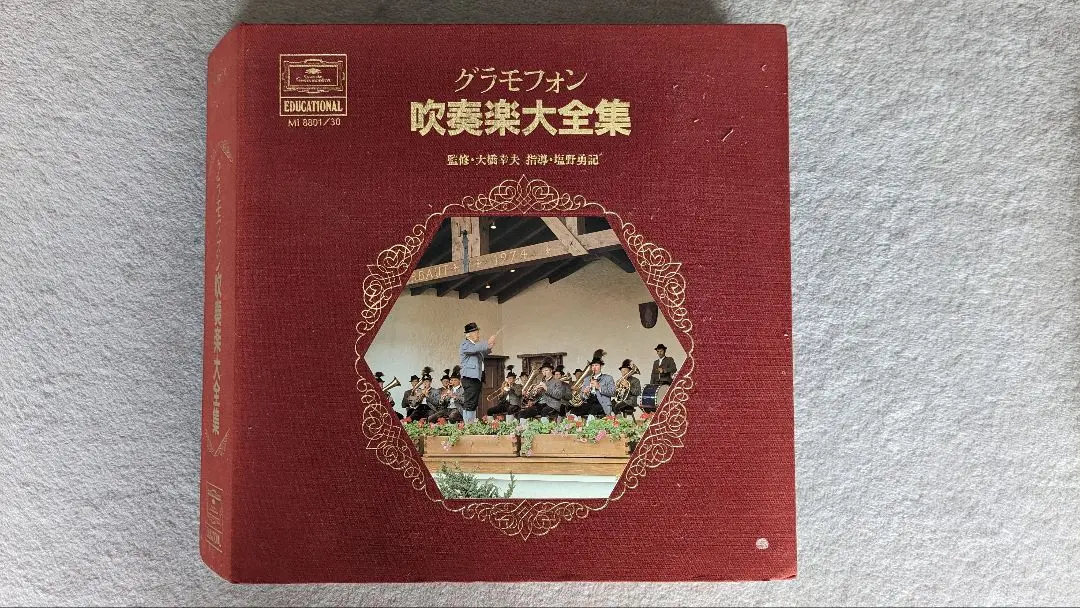 Deutsche Grammophon
EDUCATIONAL
MI 8801/30
グラモフォン
吹奏楽大全集
監修・大橋幸夫 指導・塩野勇記
1974
グラモフォン 吹奏楽 大全集